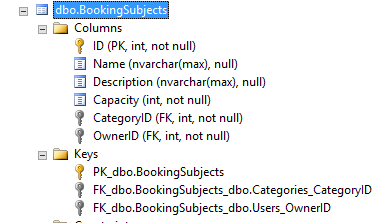 dbo.BookingSubjects
Columns
ID (PK, int, not null)
Name (nvarchar(max), null)
Description (nvarchar(max), null)
Capacity (int, not null)
CategoryID (FK, int, not null)
OwnerID (FK, int, not null)
Keys
PK_dbo.BookingSubjects
FK_dbo.BookingSubjects_dbo.Categories_CategoryID
FK_dbo.BookingSubjects_dbo.Users_OwnerID